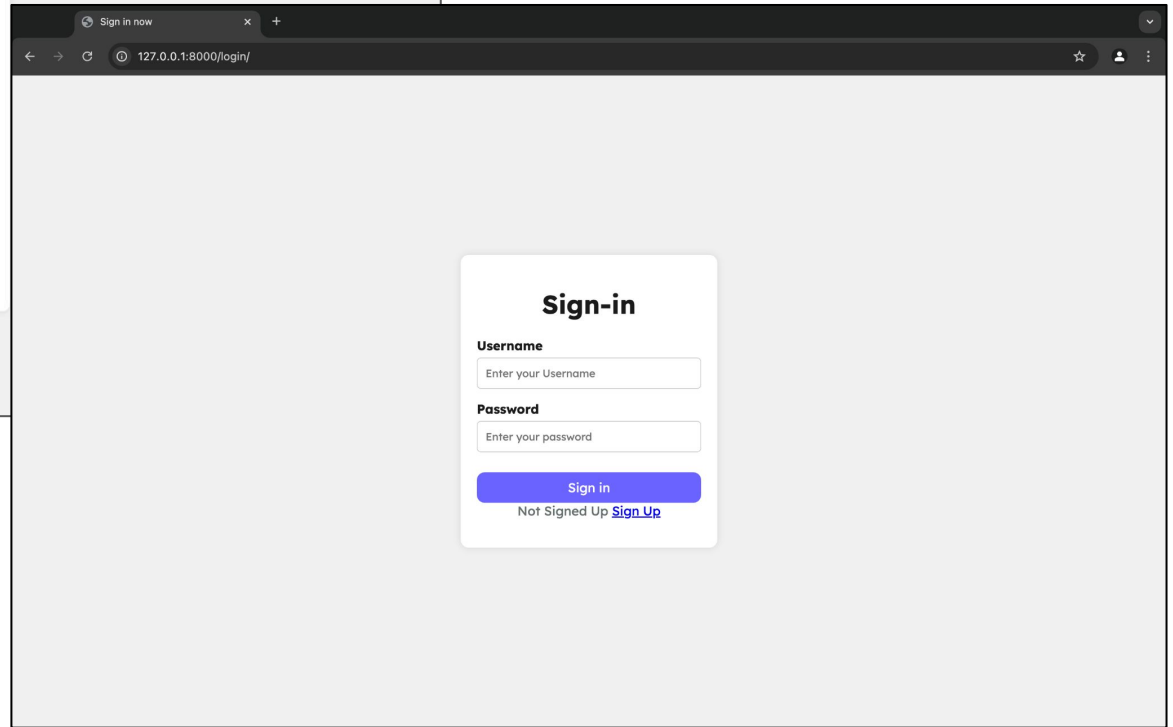 Sign in now
127.0.0.1:8000/login/
Sign-in
Username
Enter your Username
Password
Enter your password
Sign in
Not Signed Up Sign Up